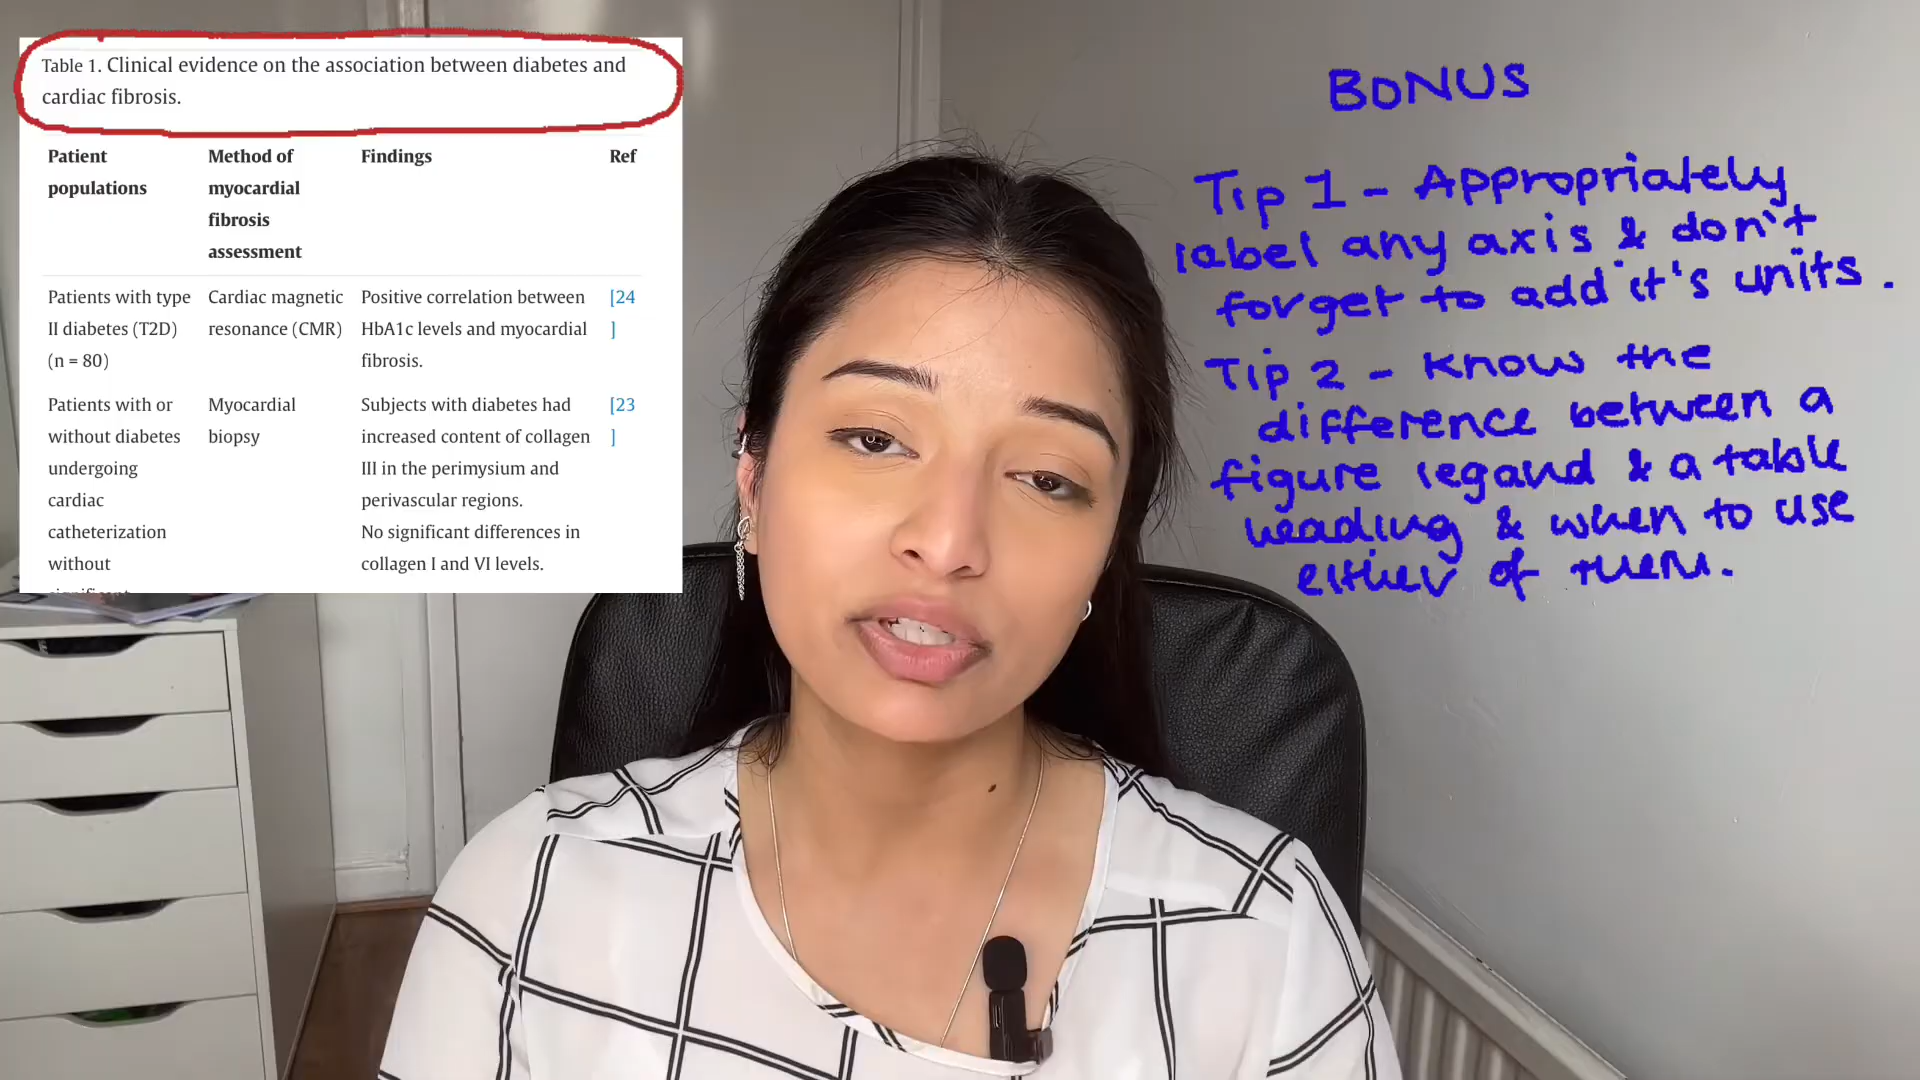 Table 1. Clinical evidence on the association between diabetes and
cardiac fibrosis.
Patient populations
Method of myocardial fibrosis assessment
Findings
Ref
Patients with type
II diabetes (T2D)
(n = 80)
Cardiac magnetic
resonance (CMR)
Positive correlation between
HbA1c levels and myocardial
fibrosis.
[24
]
Patients with or
without diabetes
undergoing
cardiac
catheterization
without
significant
Myocardial
biopsy
Subjects with diabetes had
increased content of collagen
III in the perimysium and
perivascular regions.
No significant differences in
collagen I and VI levels.
[23
]
BONUS
Tip 1 - Appropriately
label any axis & don't
forget to add it's units.
Tip 2 - Know the
difference between a
figure legand & a table
heading & when to use
either of them.